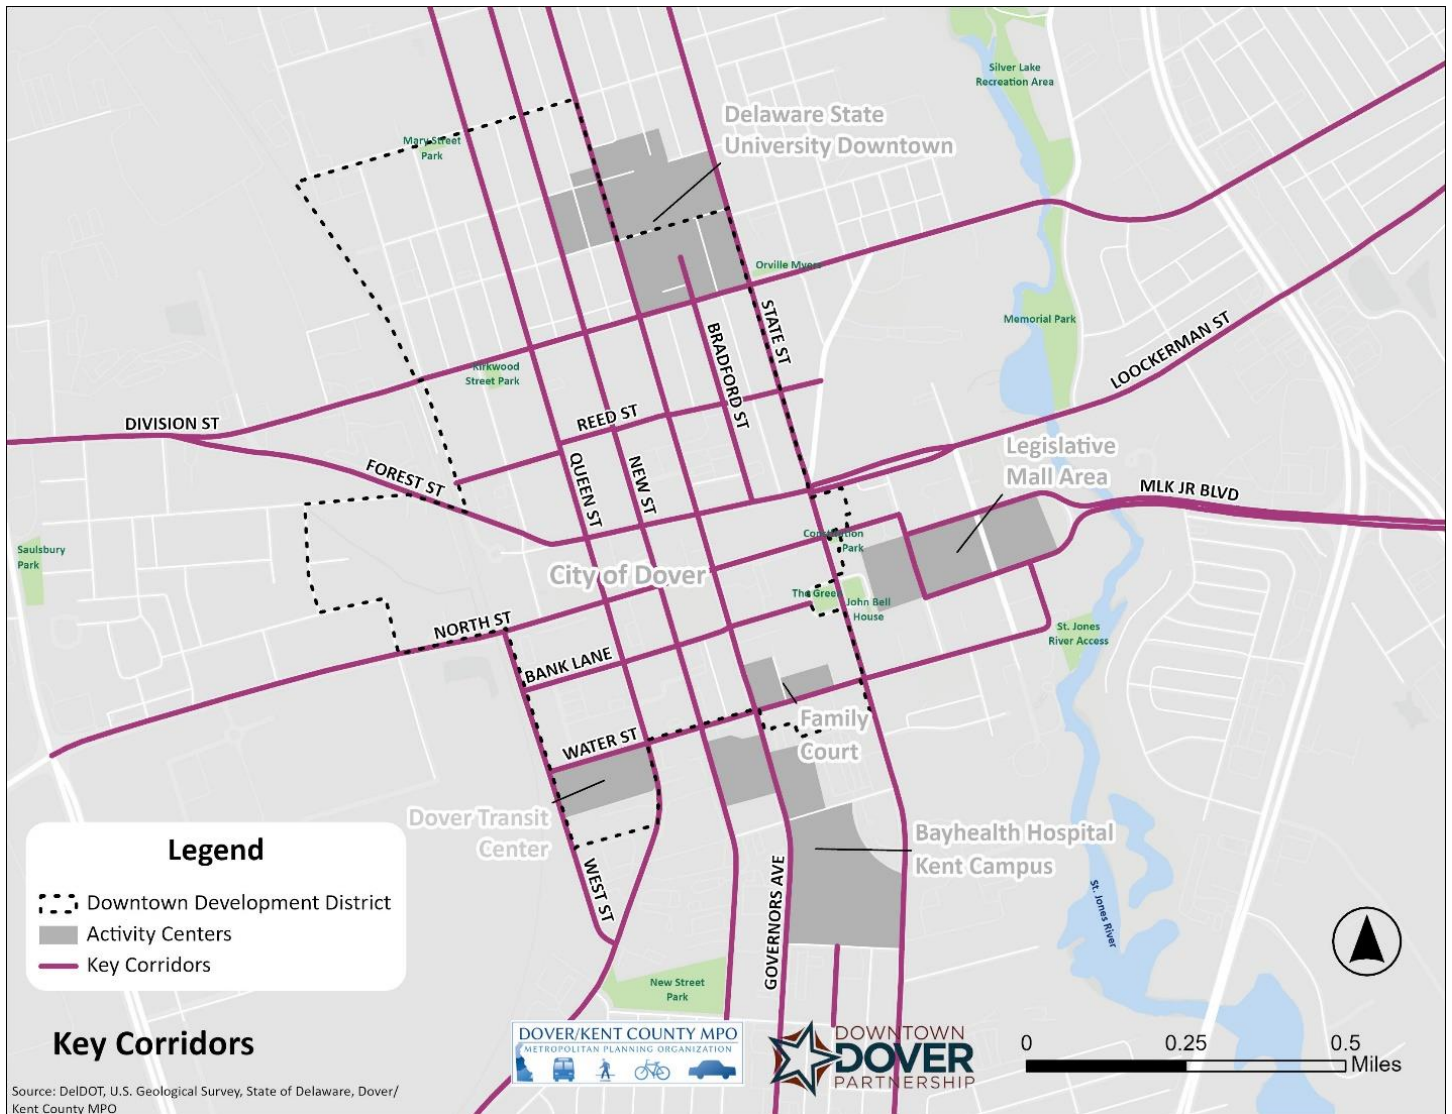 Silver Lake
Recreation Area
Delaware State
University Downtown
Mary Street
Park
Orville Myers
STATE ST
Memorial Park
BRADFORD ST
LOOCKERMAN ST
Kirkwood
Street Park
DIVISION ST
REED ST
FOREST ST
QUEEN ST
NEW ST
Legislative
Mall Area
MLK JR BLVD
Saulsbury
Park
Constitution
Park
City of Dover
The Green
John Bell
House
NORTH ST
St. Jones
River Access
BANK LANE
WATER ST
Family
Court
Dover Transit
Center
Bayhealth Hospital
Kent Campus
WEST ST
GOVERNORS AVE
St. Jones River
New Street
Park
Legend
Downtown Development District
Activity Centers
Key Corridors
Key Corridors
DOVER/KENT COUNTY MPO
METROPOLITAN PLANNING ORGANIZATION
DOWNTOWN
DOVER
PARTNERSHIP
0 0.25 0.5
Miles
Source: DelDOT, U.S. Geological Survey, State of Delaware, Dover/
Kent County MPO